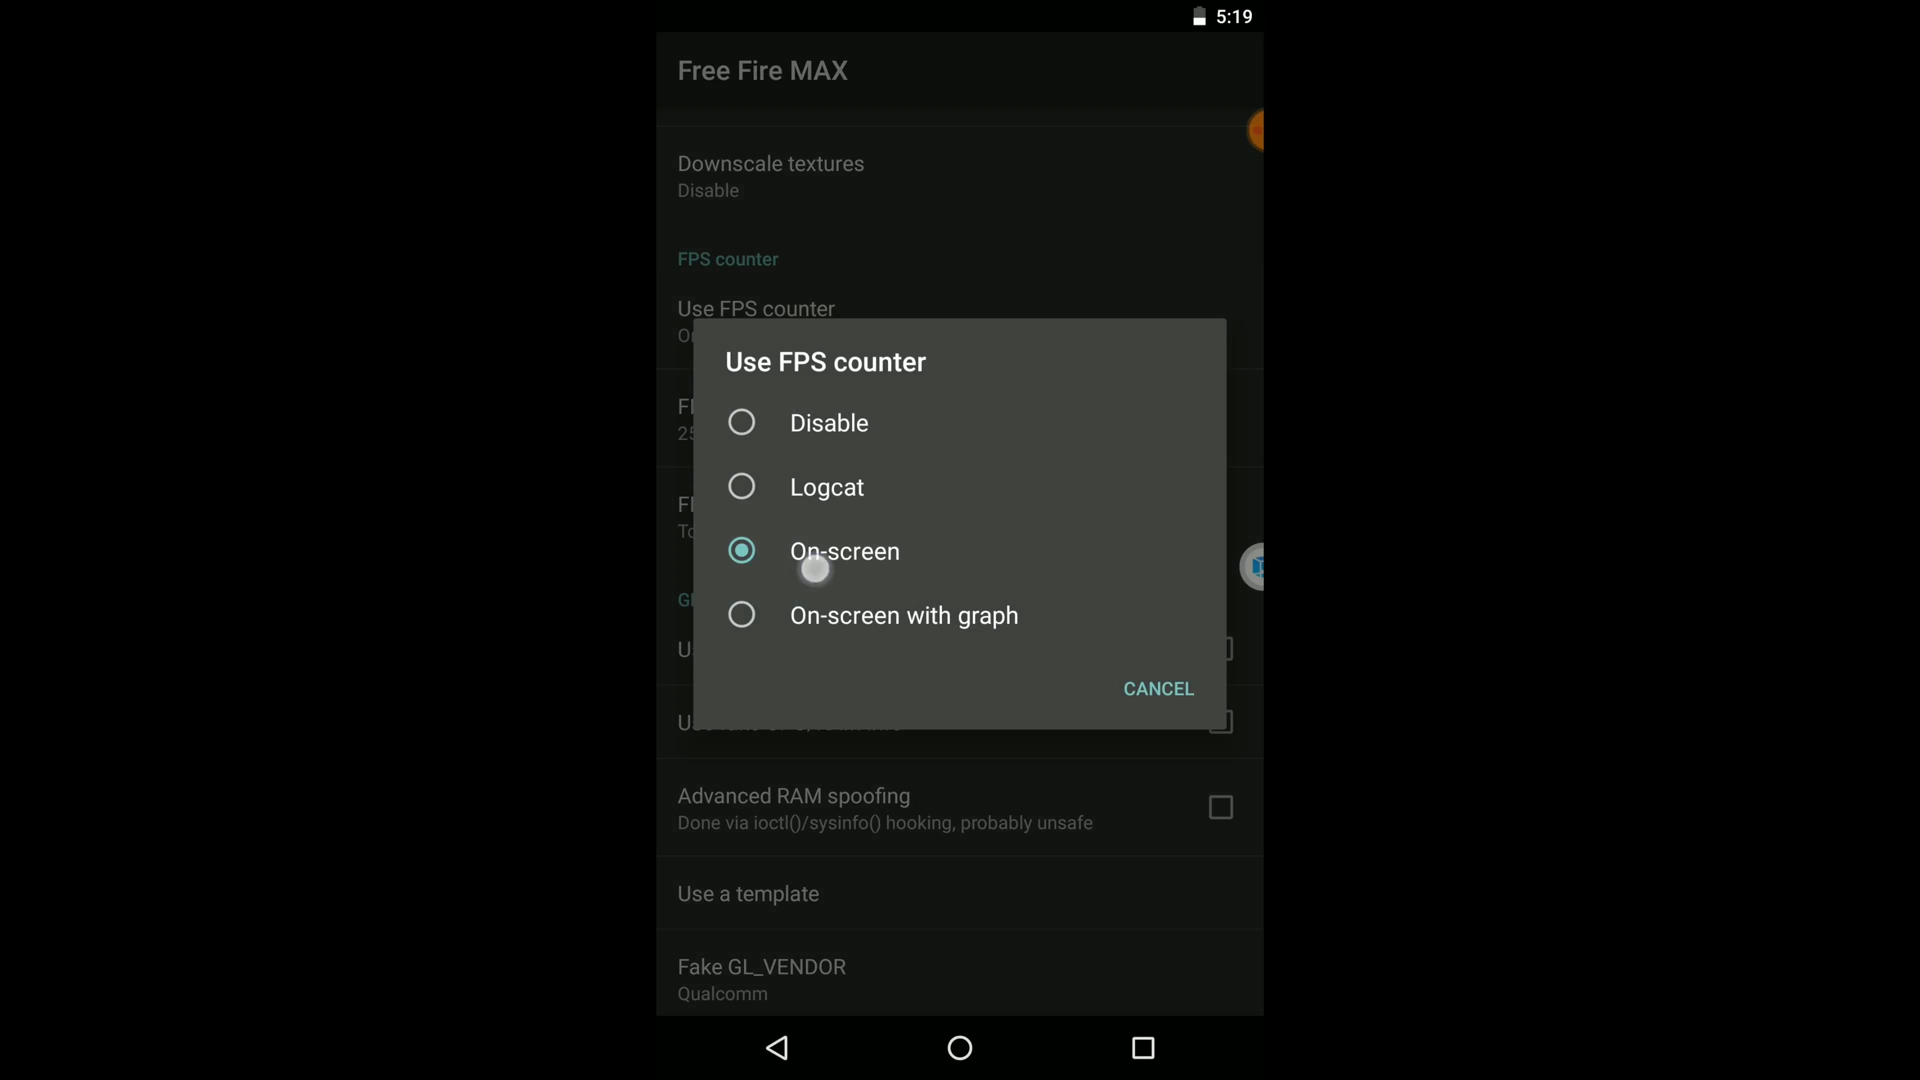 5:19
Free Fire MAX
Downscale textures
Disable
FPS counter
Use FPS counter
Use FPS counter
Disable
Logcat
On-screen
On-screen with graph
CANCEL
Advanced RAM spoofing
Done via ioctl()/sysinfo() hooking, probably unsafe
Use a template
Fake GL_VENDOR
Qualcomm